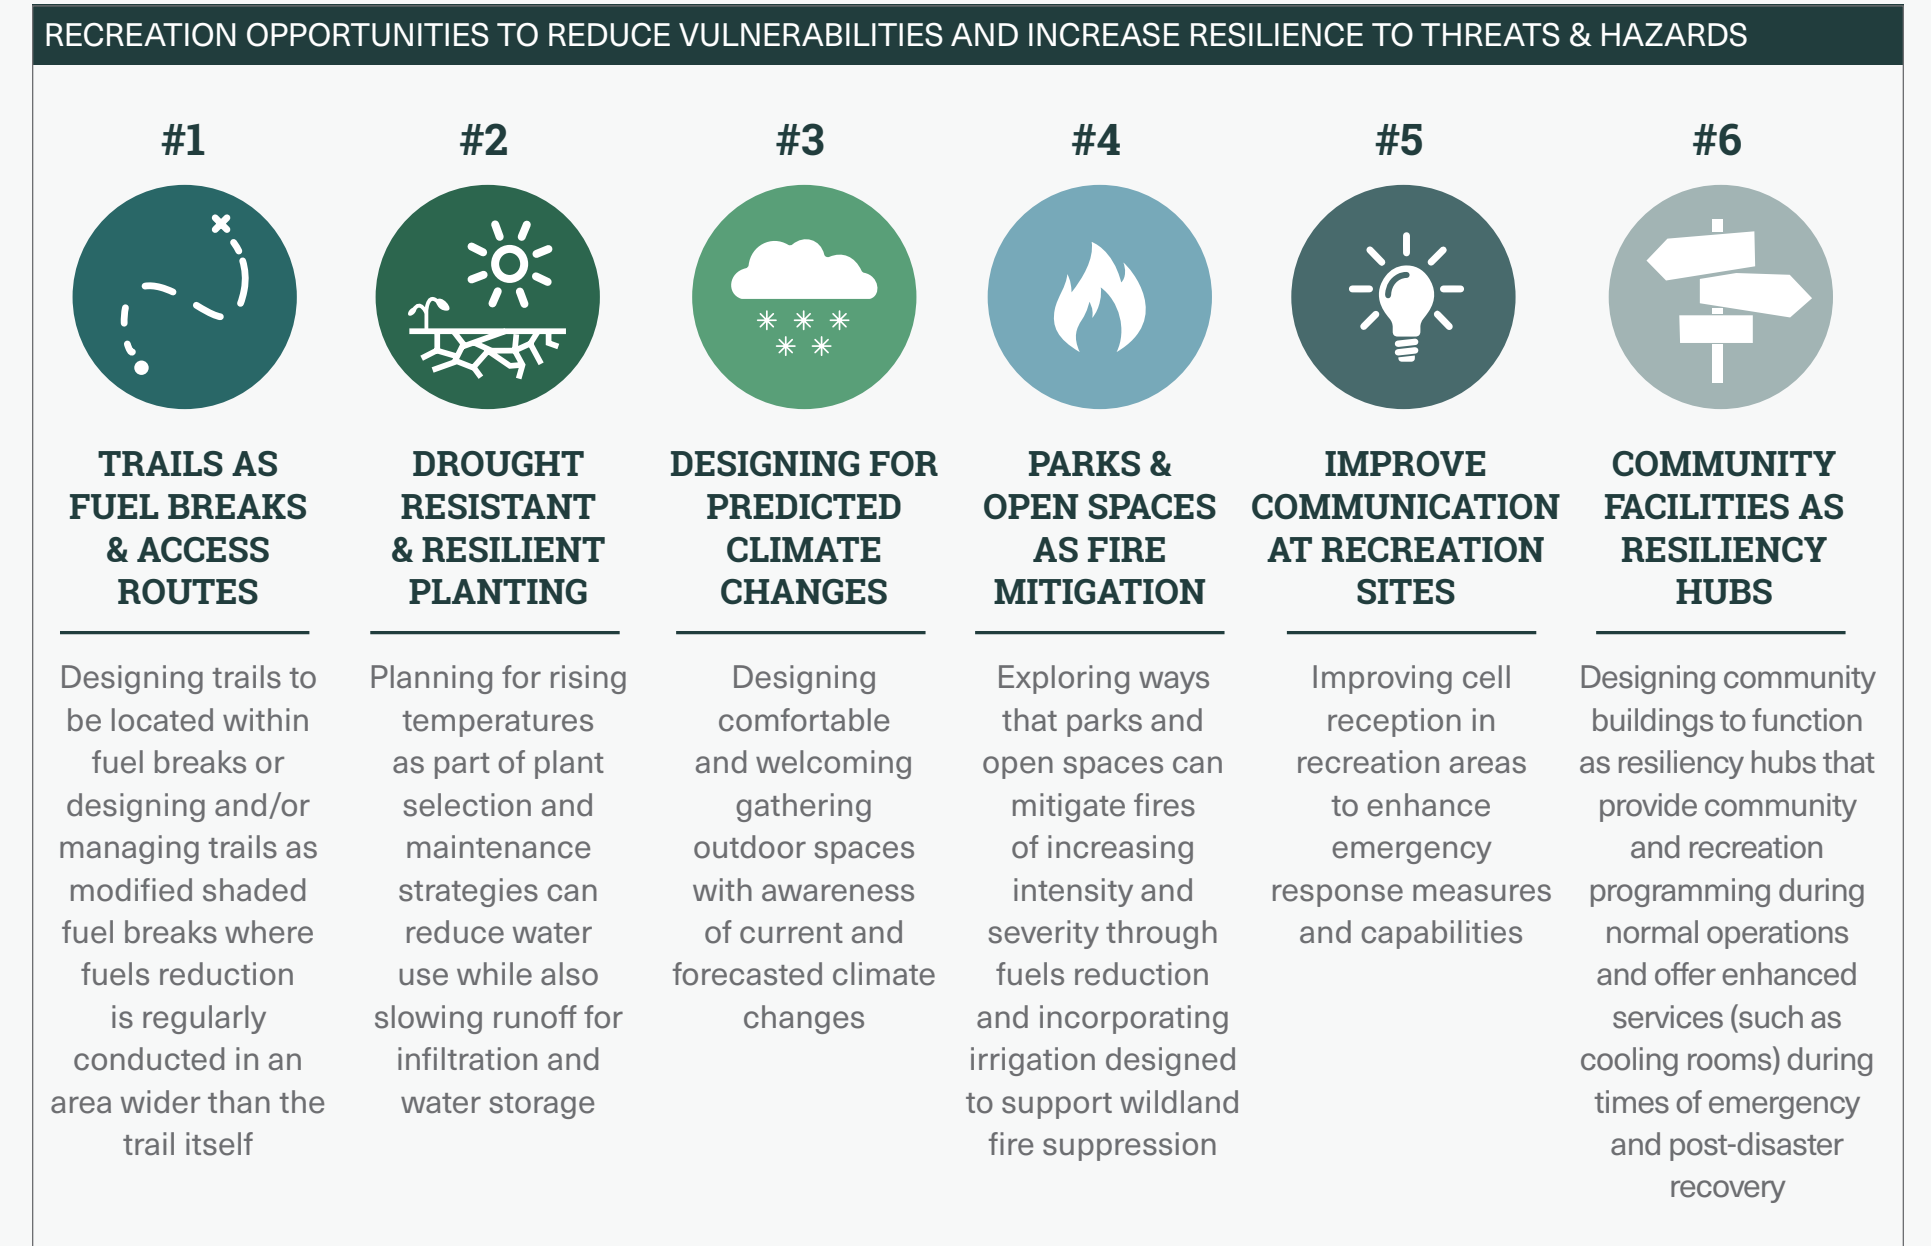 RECREATION OPPORTUNITIES TO REDUCE VULNERABILITIES AND INCREASE RESILIENCE TO THREATS & HAZARDS
#1
TRAILS AS
FUEL BREAKS
& ACCESS
ROUTES
Designing trails to
be located within
fuel breaks or
designing and/or
managing trails as
modified shaded
fuel breaks where
fuels reduction
is regularly
conducted in an
area wider than the
trail itself
#2
DROUGHT
RESISTANT
& RESILIENT
PLANTING
Planning for rising
temperatures
as part of plant
selection and
maintenance
strategies can
reduce water
use while also
slowing runoff for
infiltration and
water storage
#3
DESIGNING FOR
PREDICTED
CLIMATE
CHANGES
Designing
comfortable
and welcoming
gathering
outdoor spaces
with awareness
of current and
forecasted climate
changes
#4
PARKS &
OPEN SPACES
AS FIRE
MITIGATION
Exploring ways
that parks and
open spaces can
mitigate fires
of increasing
intensity and
severity through
fuels reduction
and incorporating
irrigation designed
to support wildland
fire suppression
#5
IMPROVE
COMMUNICATION
AT RECREATION
SITES
Improving cell
reception in
recreation areas
to enhance
emergency
response measures
and capabilities
#6
COMMUNITY
FACILITIES AS
RESILIENCY
HUBS
Designing community
buildings to function
as resiliency hubs that
provide community
and recreation
programming during
normal operations
and offer enhanced
services (such as
cooling rooms) during
times of emergency
and post-disaster
recovery